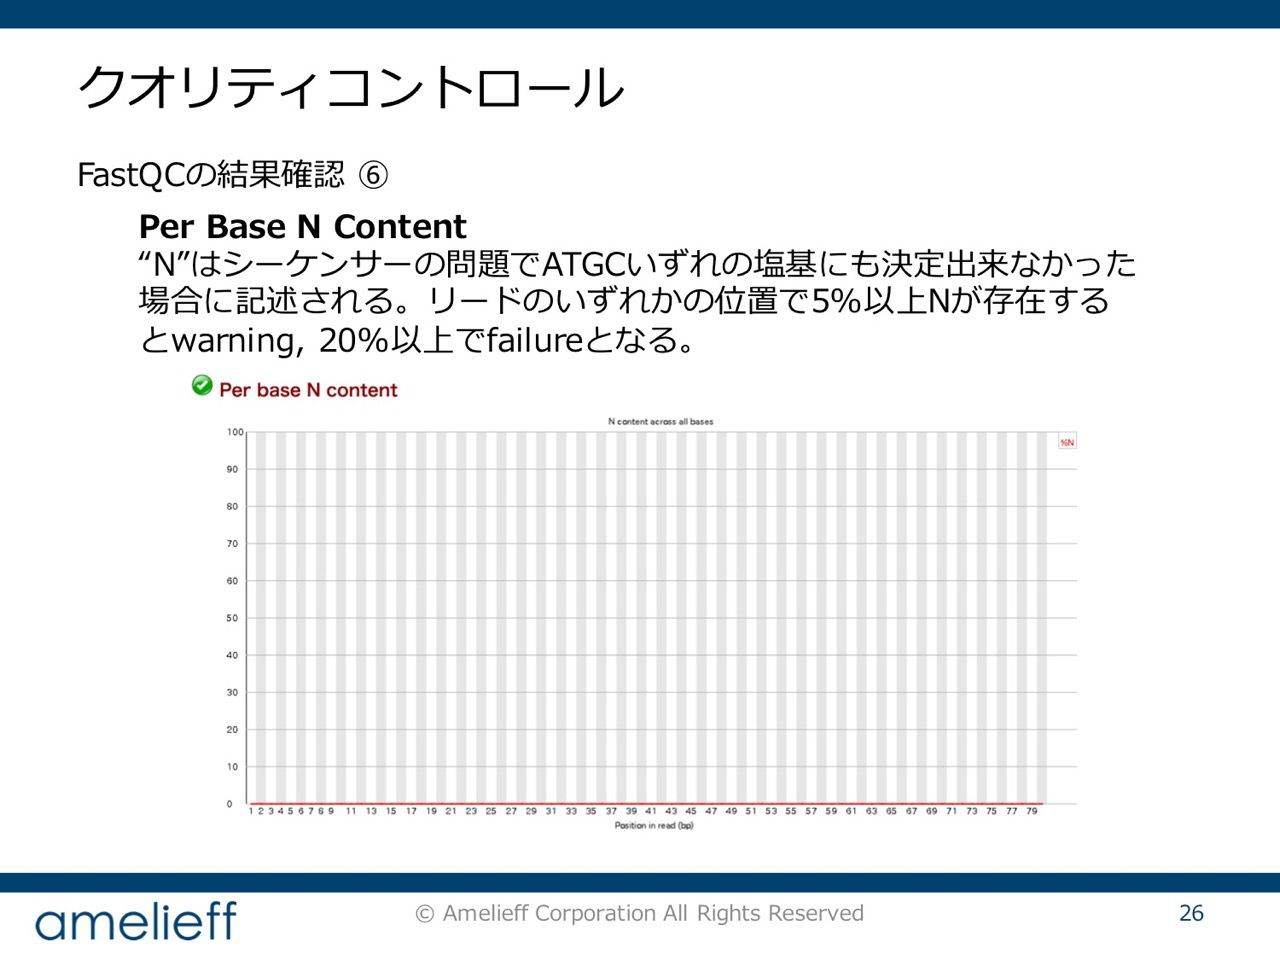 クオリティコントロール
FastQCの結果確認 ⑥
Per Base N Content
“N”はシーケンサーの問題でATGCいずれの塩基にも決定出来なかった
場合に記述される。リードのいずれかの位置で5%以上Nが存在する
とwarning, 20%以上でfailureとなる。
Per base N content
N content across all bases
%N
100
90
80
70
60
50
40
30
20
10
0
1 2 3 4 5 6 7 8 9 11 13 15 17 19 21 23 25 27 29 31 33 35 37 39 41 43 45 47 49 51 53 55 57 59 61 63 65 67 69 71 73 75 77 79
Position in read (bp)
amelieff
© Amelieff Corporation All Rights Reserved
26